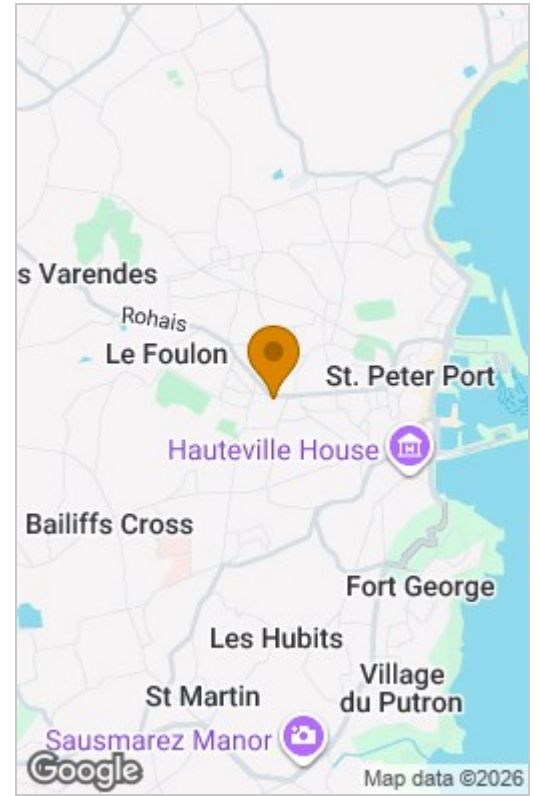 s Varendes
Rohais
Le Foulon
St. Peter Port
Hauteville House
Bailiffs Cross
Fort George
Les Hubits
Village
du Putron
St Martin
Sausmarez Manor
Google
Map data ©2026